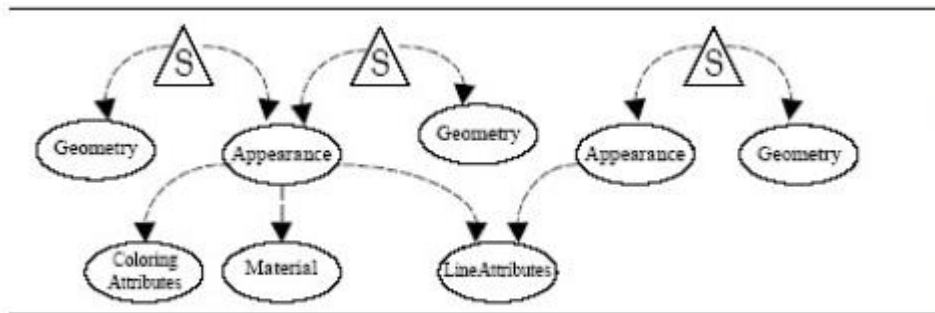 S
S
S
Geometry
Appearance
Geometry
Appearance
Geometry
Coloring
Attributes
Material
LineAttributes